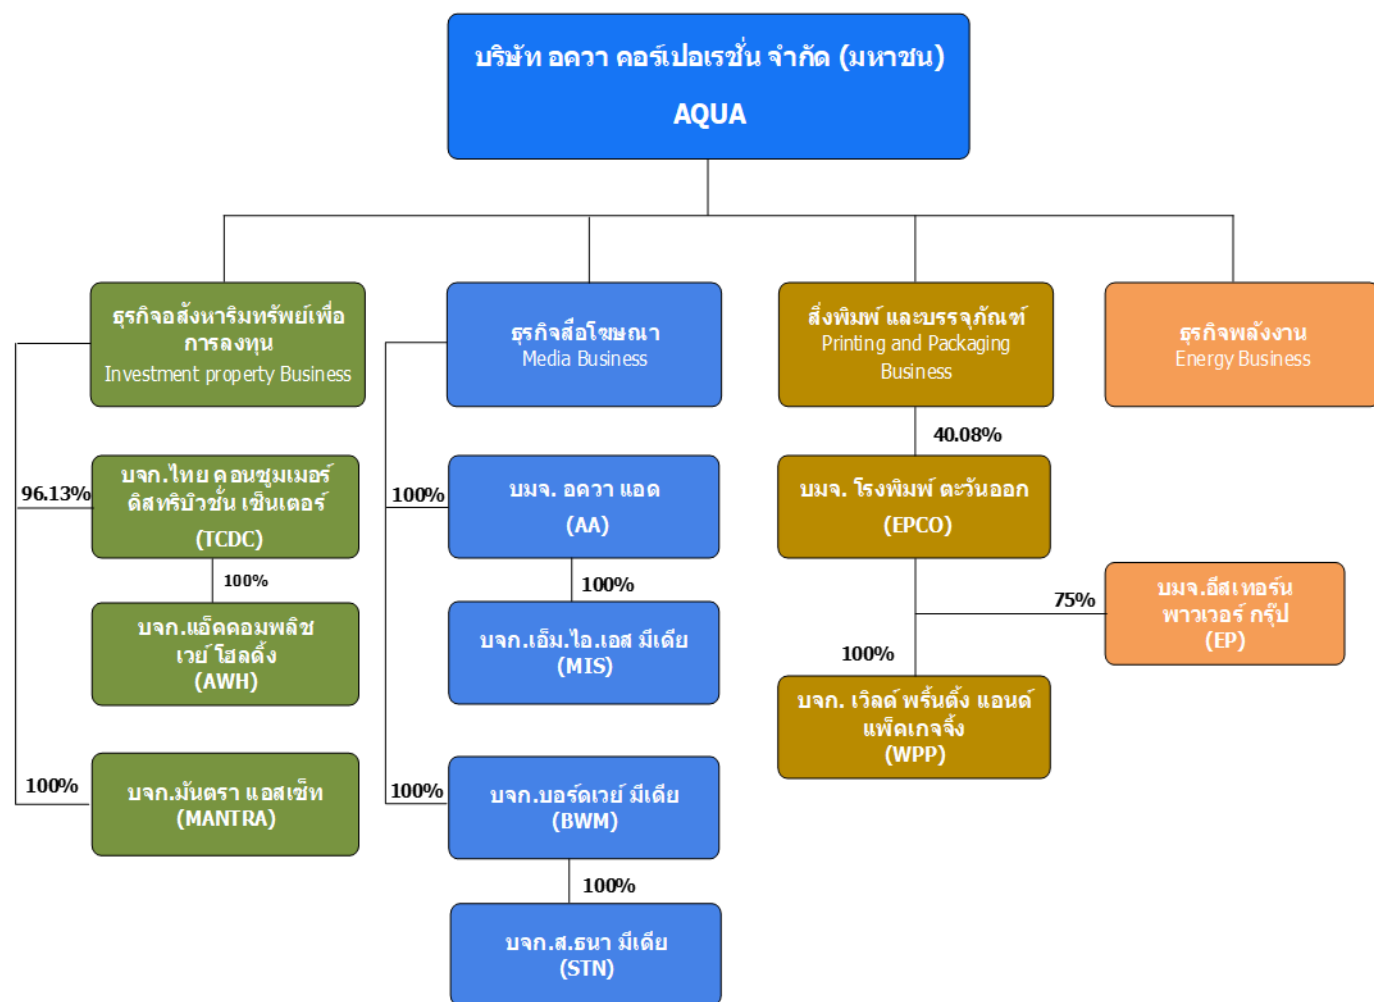 บริษัท อควา คอร์เปอเรชั่น จำกัด (มหาชน)
AQUA
ธุรกิจอสังหาริมทรัพย์เพื่อ
การลงทุน
Investment property Business
ธุรกิจสื่อโฆษณา
Media Business
สิ่งพิมพ์ และบรรจุภัณฑ์
Printing and Packaging
Business
ธุรกิจพลังงาน
Energy Business
40.08%
96.13%
บจก.ไทย คอนซูมเมอร์
ดิสทริบิวชั่น เซ็นเตอร์
(TCDC)
100%
บมจ. อควา แอด
(AA)
บมจ. โรงพิมพ์ ตะวันออก
(EPCO)
100%
100%
75%
บมจ.อีสเทอร์น
พาวเวอร์ กรุ๊ป
(EP)
บจก.แอ็คคอมพลิช
เวย์ โฮลดิ้ง
(AWH)
บจก.เอ็ม.ไอ.เอส มีเดีย
(MIS)
100%
บจก. เวิลด์ พริ้นติ้ง แอนด์
แพ็คเกจจิ้ง
(WPP)
100%
บจก.มันตรา แอสเซ็ท
(MANTRA)
100%
บจก.บอร์ดเวย์ มีเดีย
(BWM)
100%
บจก.ส.ธนา มีเดีย
(STN)